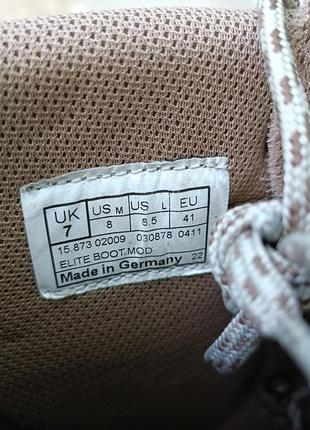 UK US M US L EU
7 8 8.5 41
15.873 02009 030878 0411
ELITE BOOT MOD.
Made in Germany 22